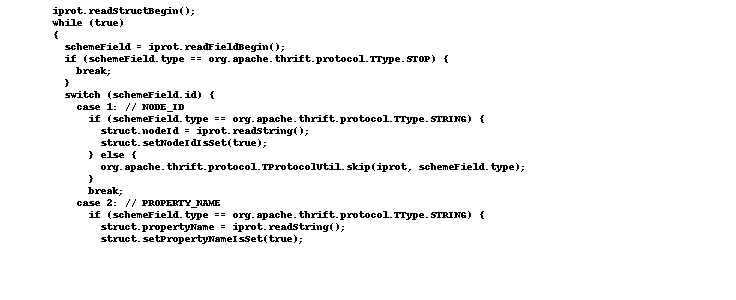 iprot.readStructBegin();
while (true)
{
schemeField = iprot.readFieldBegin();
if (schemeField.type == org.apache.thrift.protocol.TType.STOP) {
break;
}
switch (schemeField.id) {
case 1: // NODE_ID
if (schemeField.type == org.apache.thrift.protocol.TType.STRING) {
struct.nodeId = iprot.readString();
struct.setNodeIdIsSet(true);
} else {
org.apache.thrift.protocol.TProtocolUtil.skip(iprot, schemeField.type);
}
break;
case 2: // PROPERTY_NAME
if (schemeField.type == org.apache.thrift.protocol.TType.STRING) {
struct.propertyName = iprot.readString();
struct.setPropertyNameIsSet(true);